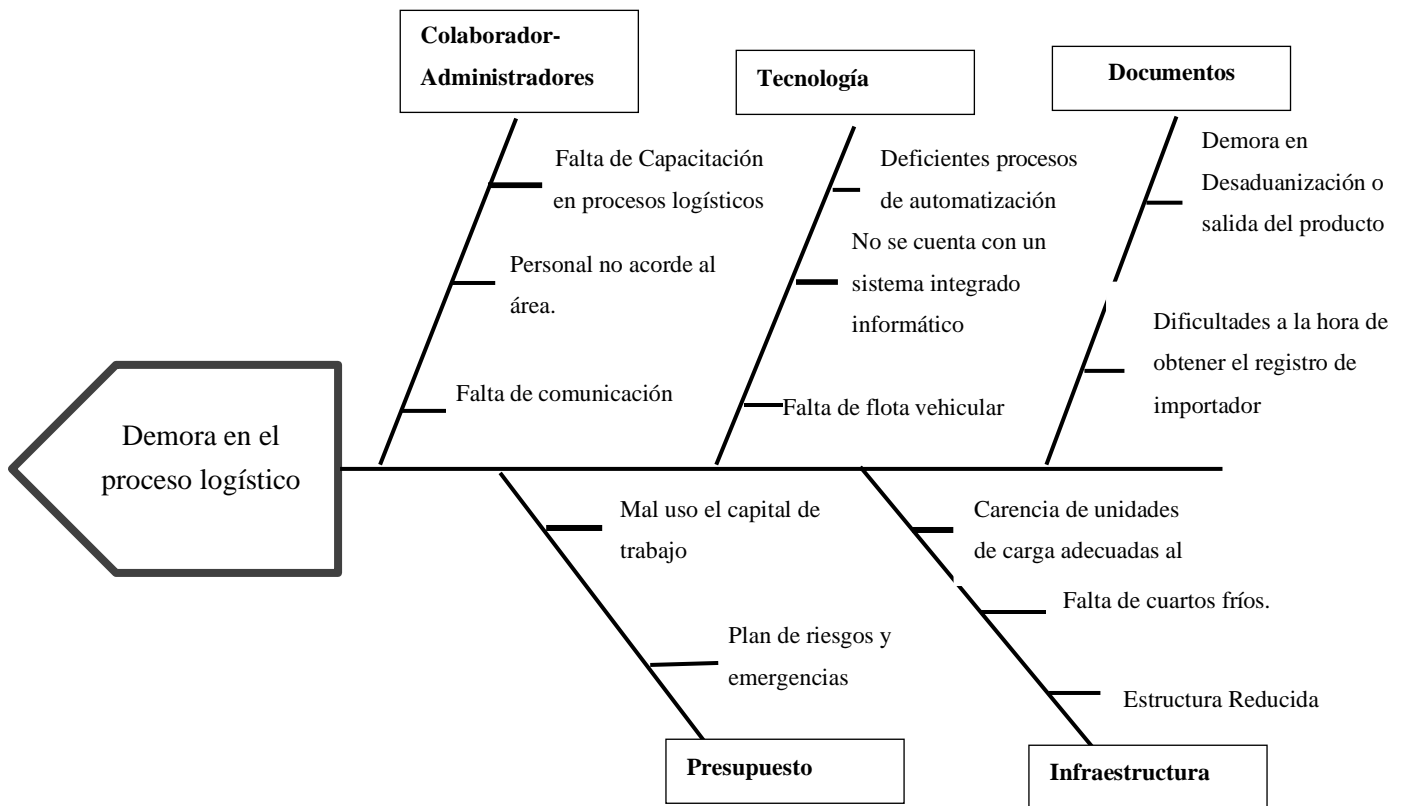 Colaborador-
Administradores
Tecnología
Documentos
Falta de Capacitación
en procesos logísticos
Personal no acorde al
área.
Falta de comunicación
Deficientes procesos
de automatización
No se cuenta con un
sistema integrado
informático
Falta de flota vehicular
Demora en
Desaduanización o
salida del producto
Dificultades a la hora de
obtener el registro de
importador
Demora en el
proceso logístico
Mal uso el capital de
trabajo
Plan de riesgos y
emergencias
Carencia de unidades
de carga adecuadas al
Falta de cuartos fríos.
Estructura Reducida
Presupuesto
Infraestructura